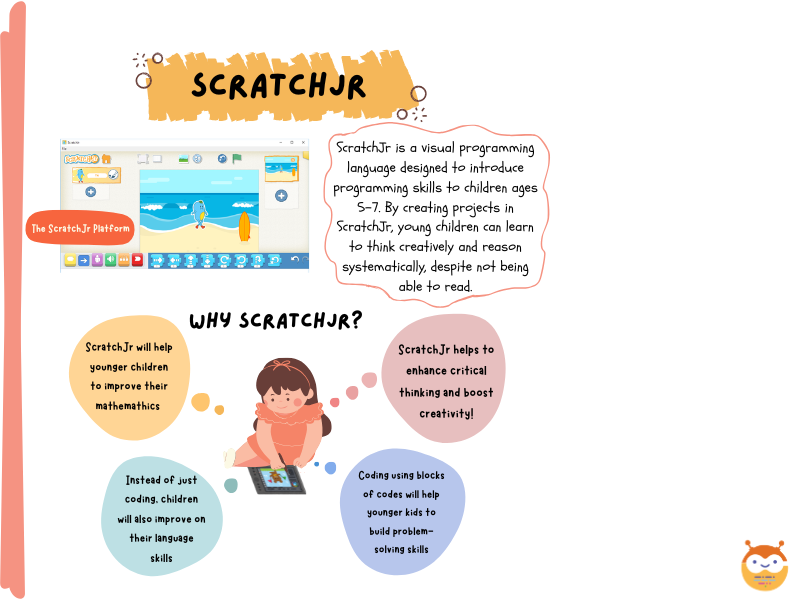 SCRATCHJR
ScratchJr is a visual programming
language designed to introduce
programming skills to children ages
5-7. By creating projects in
ScratchJr, young children can learn
to think creatively and reason
systematically, despite not being
able to read.
The ScratchJr Platform
WHY SCRATCHJR?
ScratchJr will help
younger children
to improve their
mathemathics
ScratchJr helps to
enhance critical
thinking and boost
creativity!
Instead of just
coding, children
will also improve on
their language
skills
Coding using blocks
of codes will help
younger kids to
build problem-
solving skills